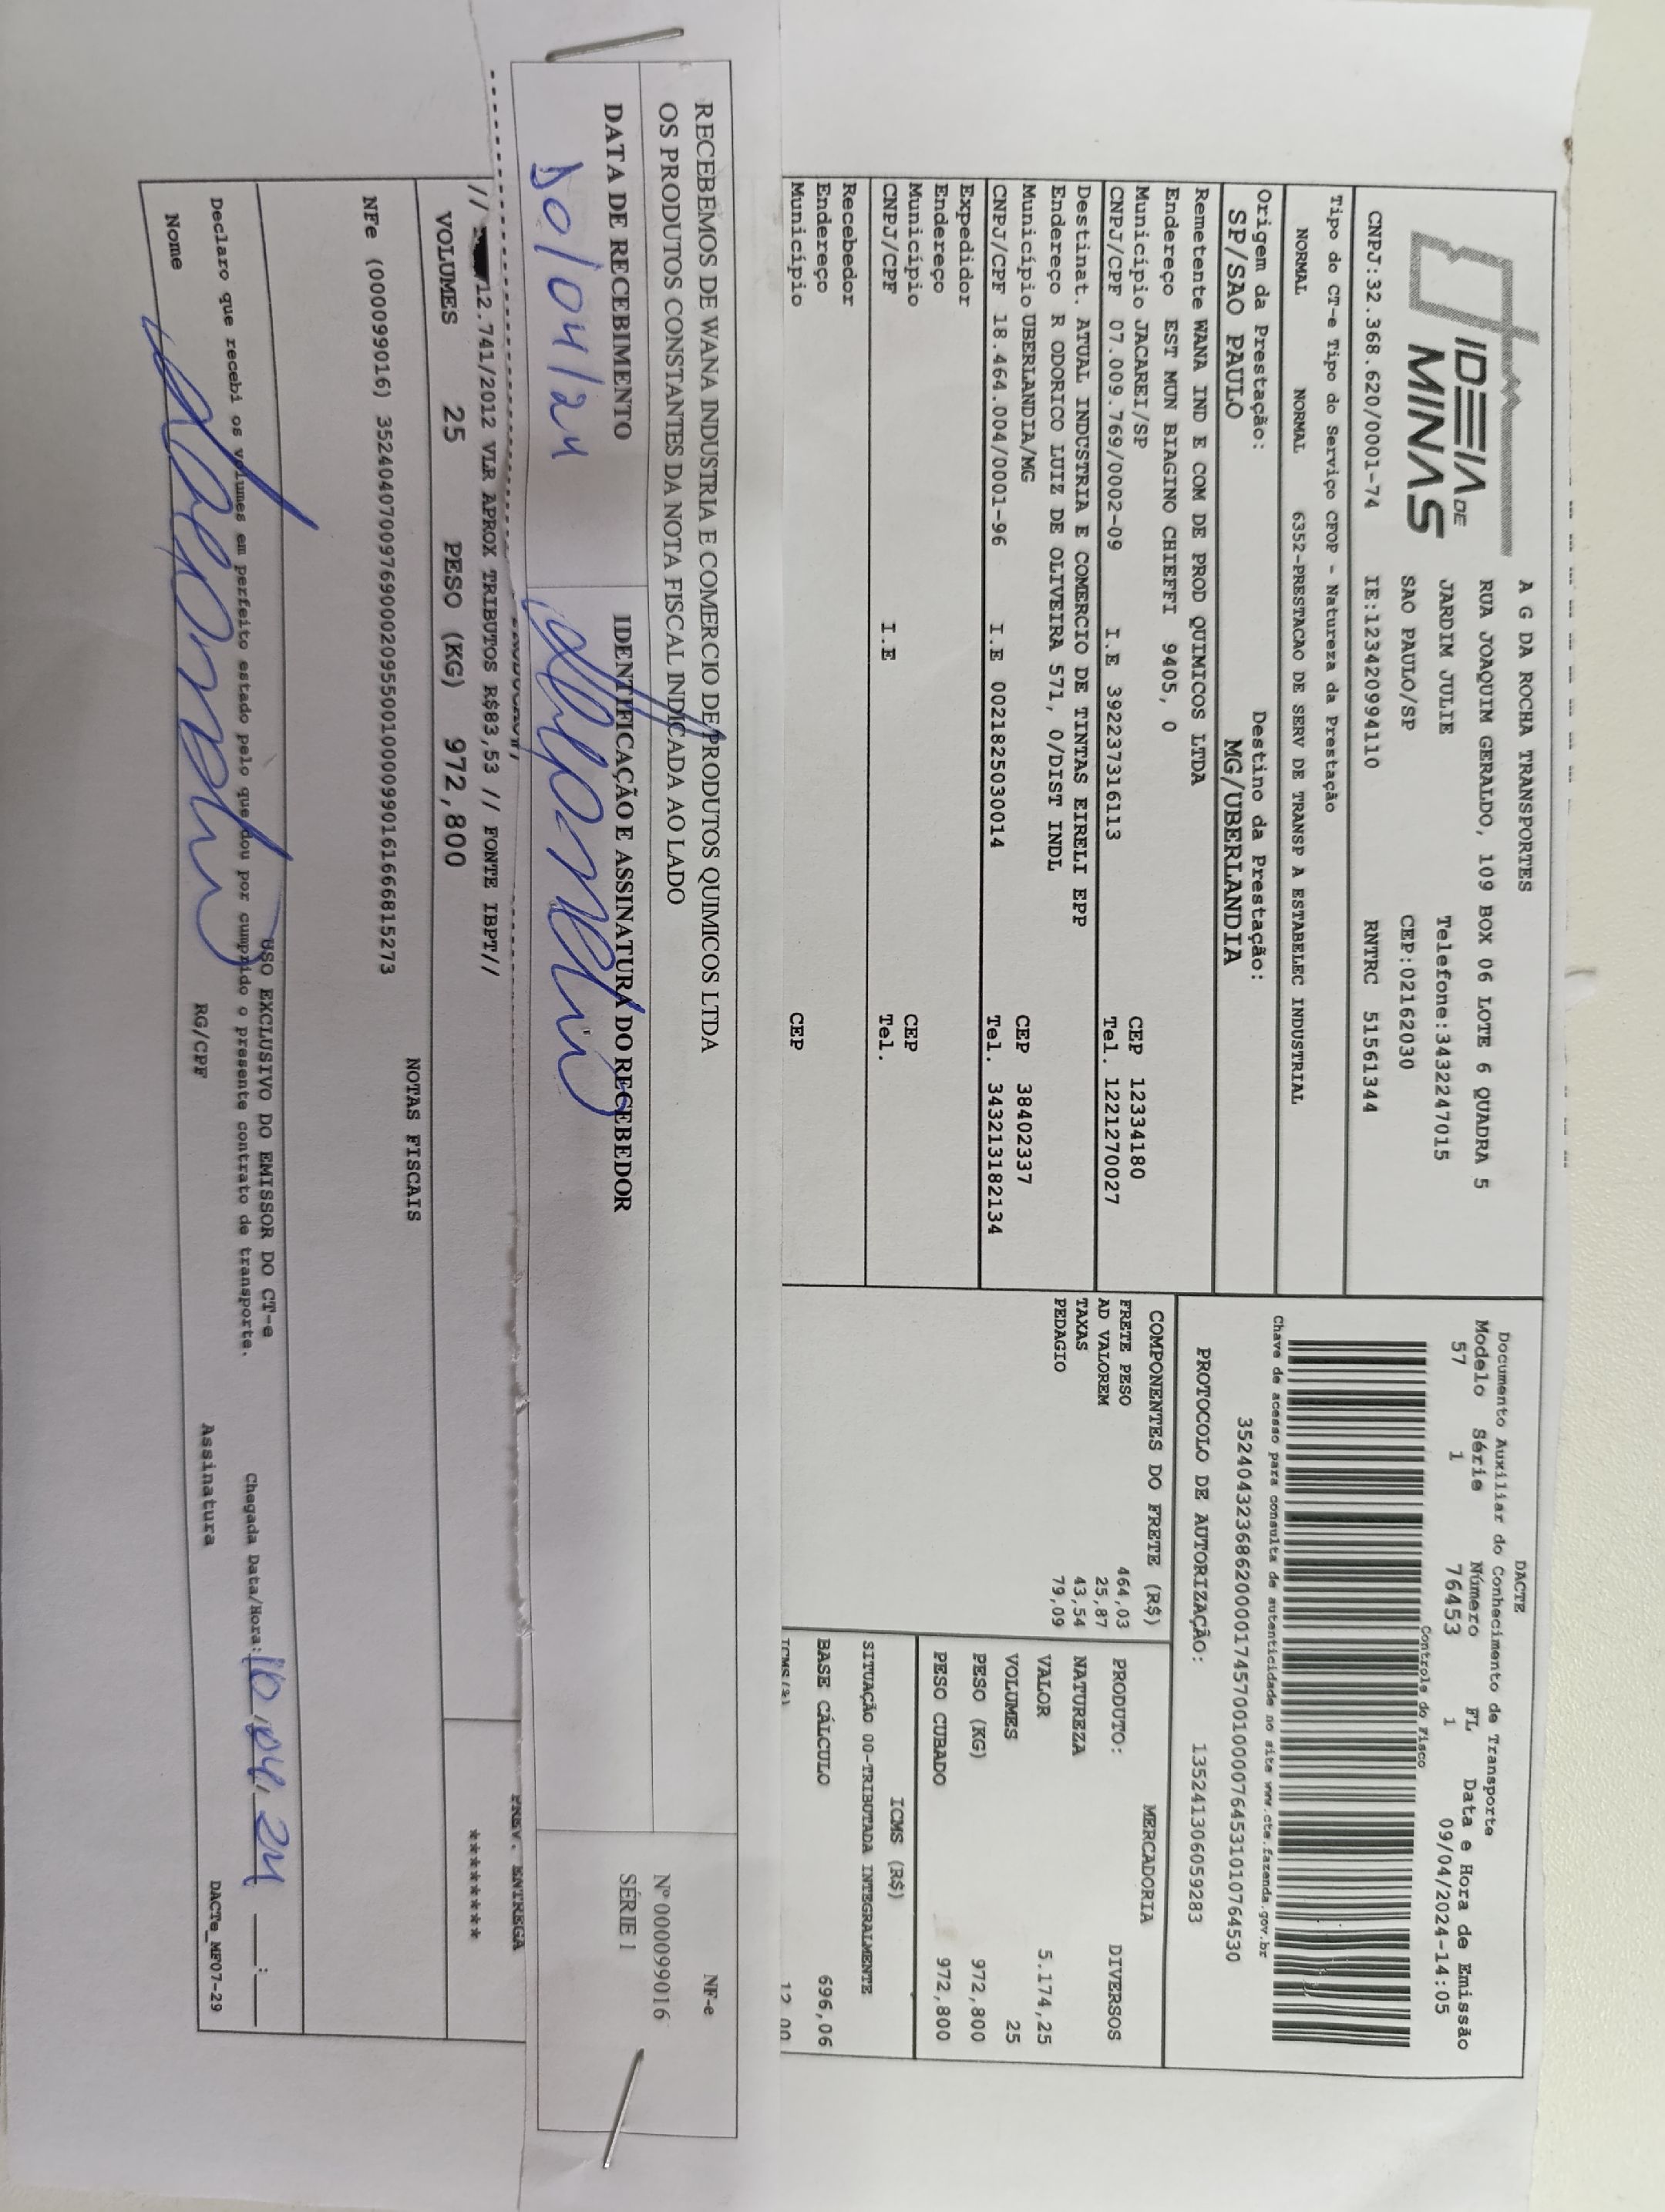 IDEIA DE
MINAS
A G DA ROCHA TRANSPORTES
RUA JOAQUIM GERALDO, 109 BOX 06 LOTE 6 QUADRA 5
JARDIM JULIE Telefone:3432247015
SAO PAULO/SP CEP:02162030
CNPJ:32.368.620/0001-74 IE:123420994110 RNTRC 51561344
Tipo do CT-e Tipo do Serviço CFOP - Natureza da Prestação
NORMAL NORMAL 6352-PRESTACAO DE SERV DE TRANSP A ESTABELEC INDUSTRIAL
Origem da Prestação: Destino da Prestação:
SP/SAO PAULO MG/UBERLANDIA
Remetente WANA IND E COM DE PROD QUIMICOS LTDA
Endereço EST MUN BIAGINO CHIEFFI 9405, 0
Município JACAREI/SP CEP 12334180
CNPJ/CPF 07.009.769/0002-09 I.E 392237316113 Tel. 1221270027
Destinat. ATUAL INDUSTRIA E COMERCIO DE TINTAS EIRELI EPP
Endereço R ODORICO LUIZ DE OLIVEIRA 571, 0/DIST INDL
Município UBERLANDIA/MG CEP 38402337
CNPJ/CPF 18.464.004/0001-96 I.E 0021825030014 Tel. 343213182134
Expedidor
Endereço
Município CEP
CNPJ/CPF I.E Tel.
Recebedor
Endereço
Município CEP
DACTE
Documento Auxiliar do Conhecimento de Transporte
Modelo Série Número FL Data e Hora de Emissão
57 1 76453 1 09/04/2024-14:05
Controle do Fisco
Chave de acesso para consulta de autenticidade no site www.cte.fazenda.gov.br
35240432368620000174570010000764531010764530
PROTOCOLO DE AUTORIZAÇÃO: 135241306059283
COMPONENTES DO FRETE (R$)
FRETE PESO 464,03
AD VALOREM 25,87
TAXAS 43,54
PEDAGIO 79,09
MERCADORIA
PRODUTO: DIVERSOS
NATUREZA
VALOR 5.174,25
VOLUMES 25
PESO (KG) 972,800
PESO CUBADO 972,800
ICMS (R$)
SITUAÇÃO 00-TRIBUTADA INTEGRALMENTE
BASE CÁLCULO 696,06
ICMS(%) 12,00
RECEBEMOS DE WANA INDUSTRIA E COMERCIO DE PRODUTOS QUIMICOS LTDA
OS PRODUTOS CONSTANTES DA NOTA FISCAL INDICADA AO LADO
DATA DE RECEBIMENTO IDENTIFICAÇÃO E ASSINATURA DO RECEBEDOR
10/04/24
NF-e
Nº 000099016
SÉRIE 1
PREV. ENTREGA
********
// 12.741/2012 VLR APROX TRIBUTOS R$83,53 // FONTE IBPT//
VOLUMES 25 PESO (KG) 972,800
NOTAS FISCAIS
NFe (000099016) 35240407009769000209550010000990161666815273
USO EXCLUSIVO DO EMISSOR DO CT-e
Declaro que recebi os volumes em perfeito estado pelo que dou por cumprido o presente contrato de transporte.
Chegada Data/Hora: 10/04/24 __:__
Nome RG/CPF Assinatura
DACTe_MF07-29